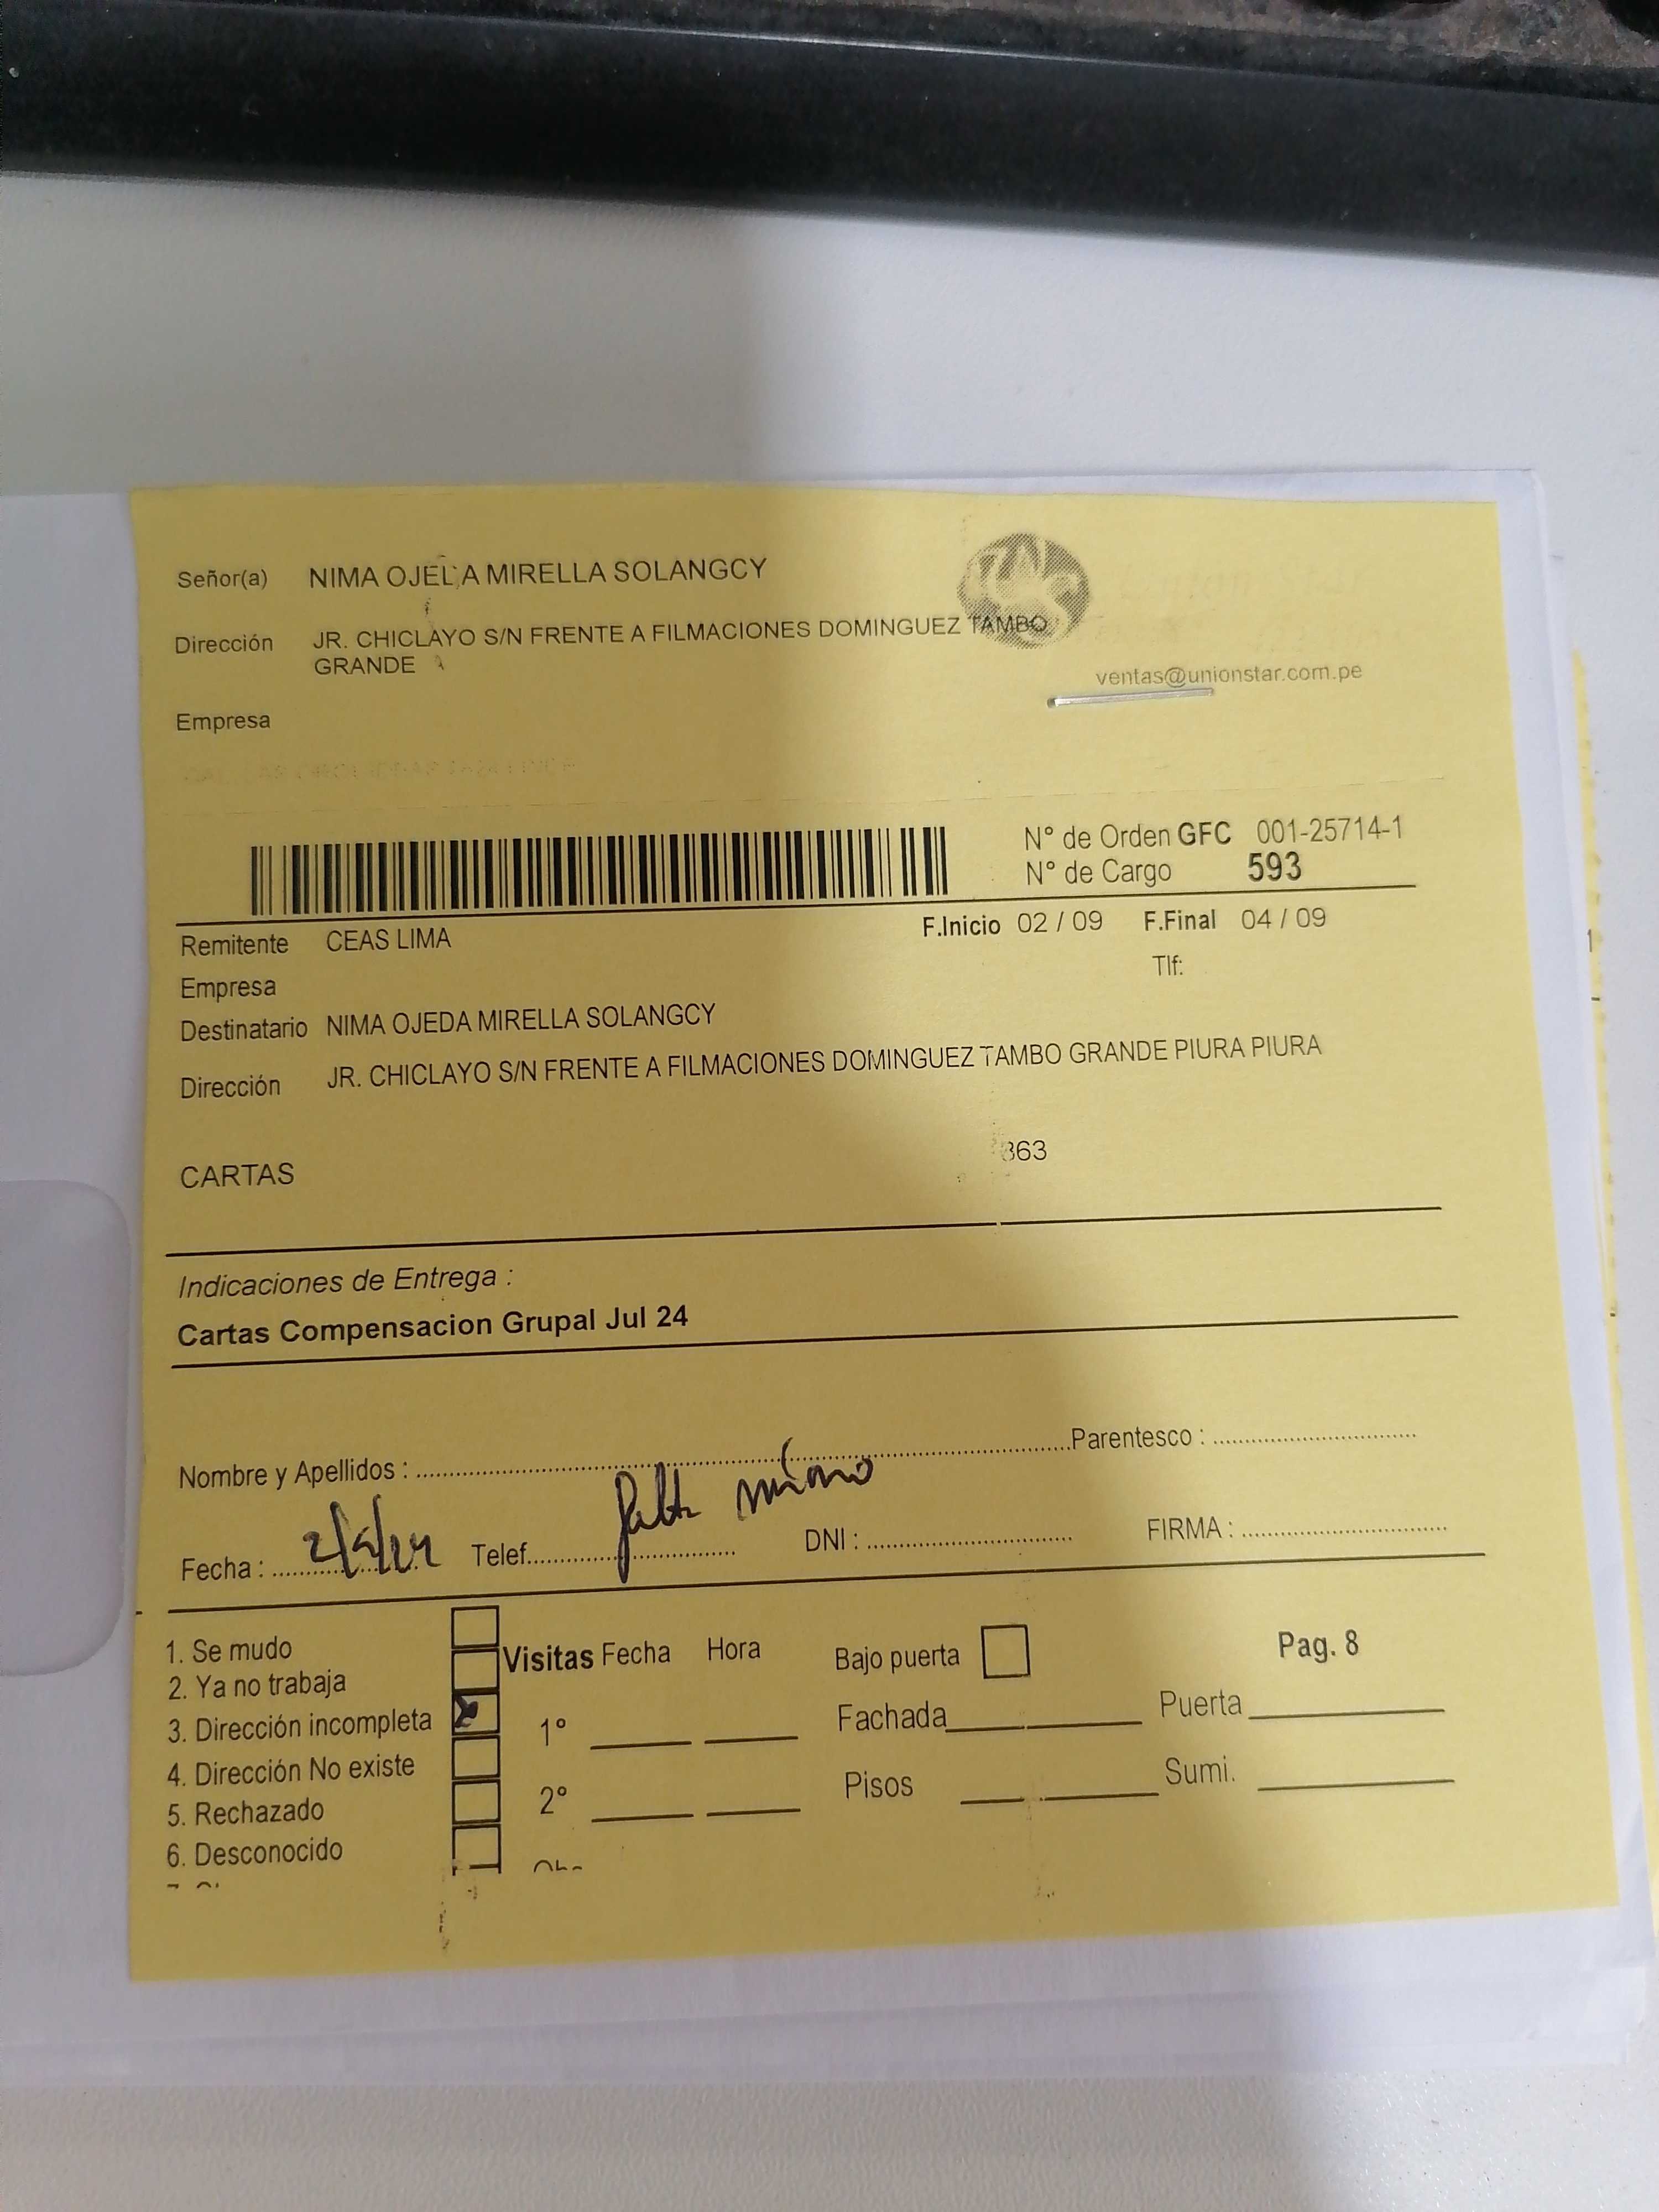 Señor(a) NIMA OJEDA MIRELLA SOLANGCY
Dirección JR. CHICLAYO S/N FRENTE A FILMACIONES DOMINGUEZ TAMBO
GRANDE
ventas@unionstar.com.pe
Empresa
N° de Orden GFC 001-25714-1
N° de Cargo 593
Remitente CEAS LIMA F.Inicio 02 / 09 F.Final 04 / 09
Tlf:
Empresa
Destinatario NIMA OJEDA MIRELLA SOLANGCY
Dirección JR. CHICLAYO S/N FRENTE A FILMACIONES DOMINGUEZ TAMBO GRANDE PIURA PIURA
363
CARTAS
Indicaciones de Entrega :
Cartas Compensacion Grupal Jul 24
Nombre y Apellidos : Parentesco :
Falta número
Fecha : 2/9/24 Telef. DNI : FIRMA :
1. Se mudo
2. Ya no trabaja
3. Dirección incompleta
4. Dirección No existe
5. Rechazado
6. Desconocido
Visitas Fecha Hora
1°
2°
Bajo puerta Pag. 8
Fachada Puerta
Pisos Sumi.